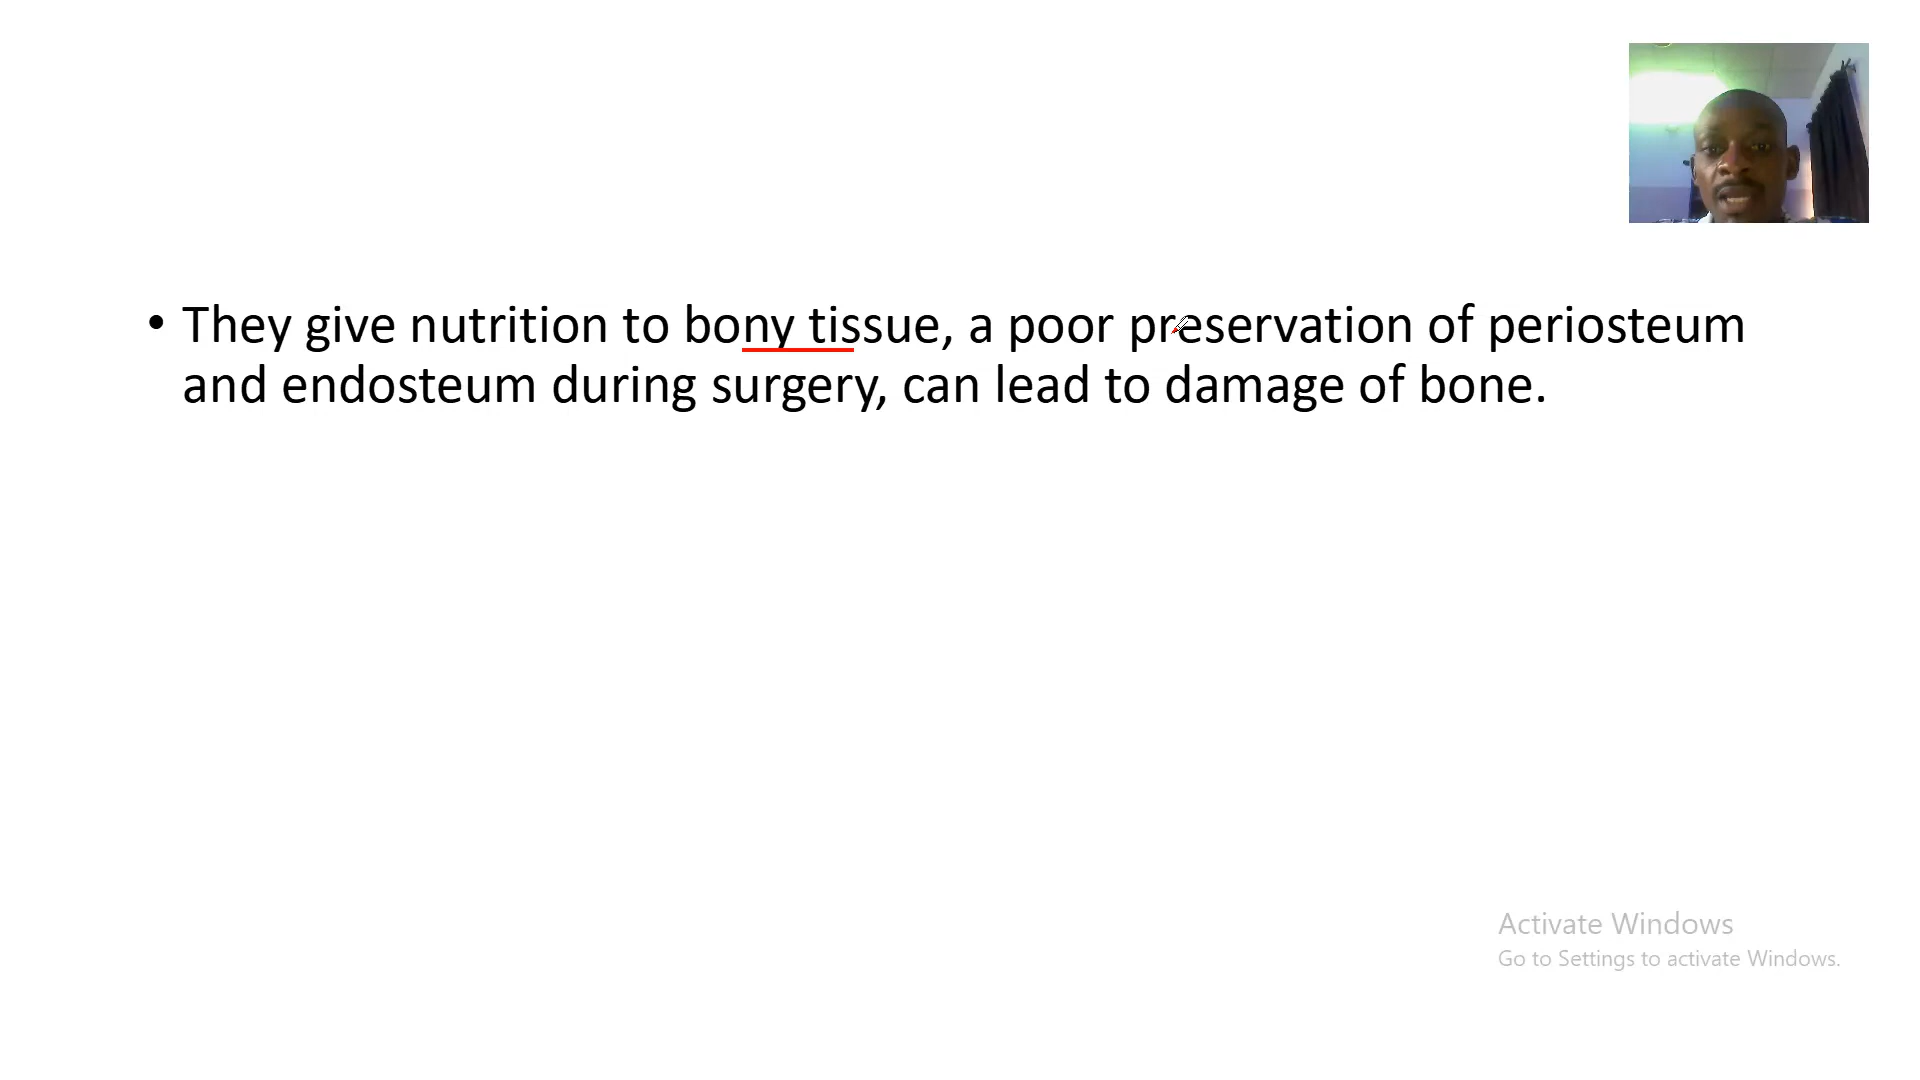 • They give nutrition to bony tissue, a poor preservation of periosteum
and endosteum during surgery, can lead to damage of bone.
Activate Windows
Go to Settings to activate Windows.